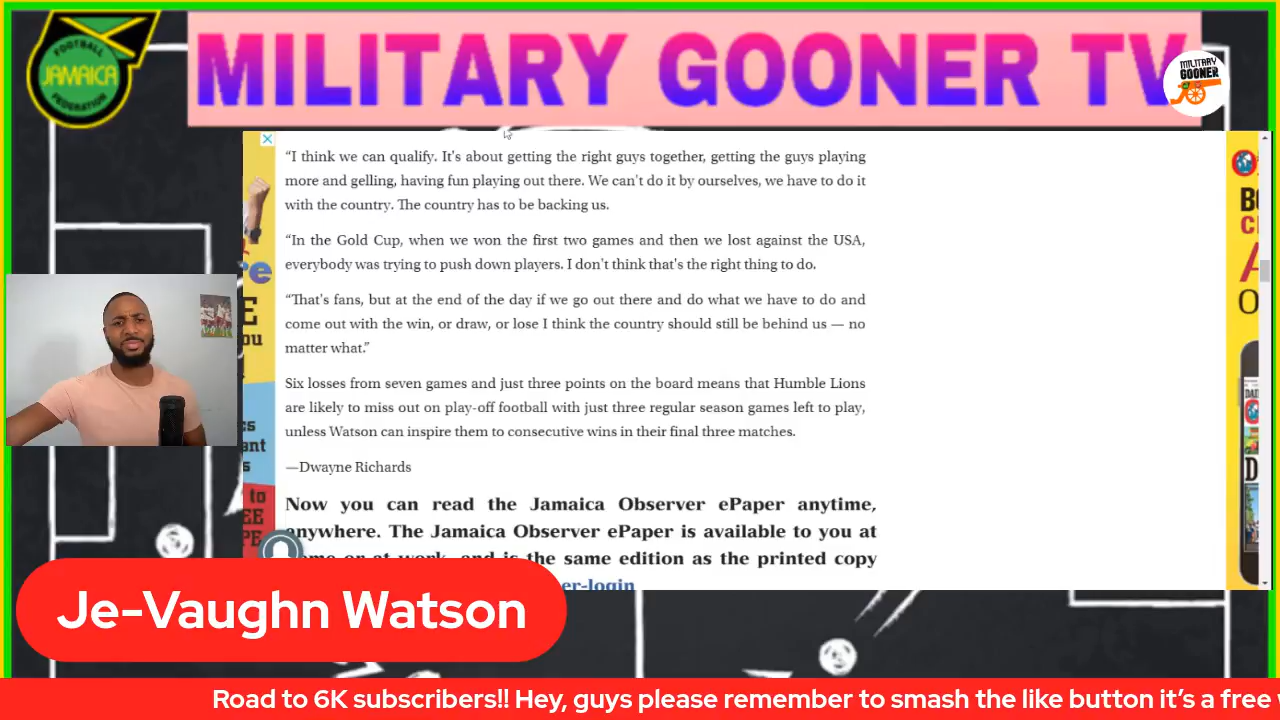 MILITARY GOONER TV
FOOTBALL
JAMAICA
FEDERATION
MILITARY
GOONER
“I think we can qualify. It's about getting the right guys together, getting the guys playing
more and gelling, having fun playing out there. We can't do it by ourselves, we have to do it
with the country. The country has to be backing us.
“In the Gold Cup, when we won the first two games and then we lost against the USA,
everybody was trying to push down players. I don't think that's the right thing to do.
“That's fans, but at the end of the day if we go out there and do what we have to do and
come out with the win, or draw, or lose I think the country should still be behind us — no
matter what.”
Six losses from seven games and just three points on the board means that Humble Lions
are likely to miss out on play-off football with just three regular season games left to play,
unless Watson can inspire them to consecutive wins in their final three matches.
—Dwayne Richards
Now you can read the Jamaica Observer ePaper anytime,
anywhere. The Jamaica Observer ePaper is available to you at
home or at work, and is the same edition as the printed copy
er-login
Je-Vaughn Watson
Road to 6K subscribers!! Hey, guys please remember to smash the like button it’s a free